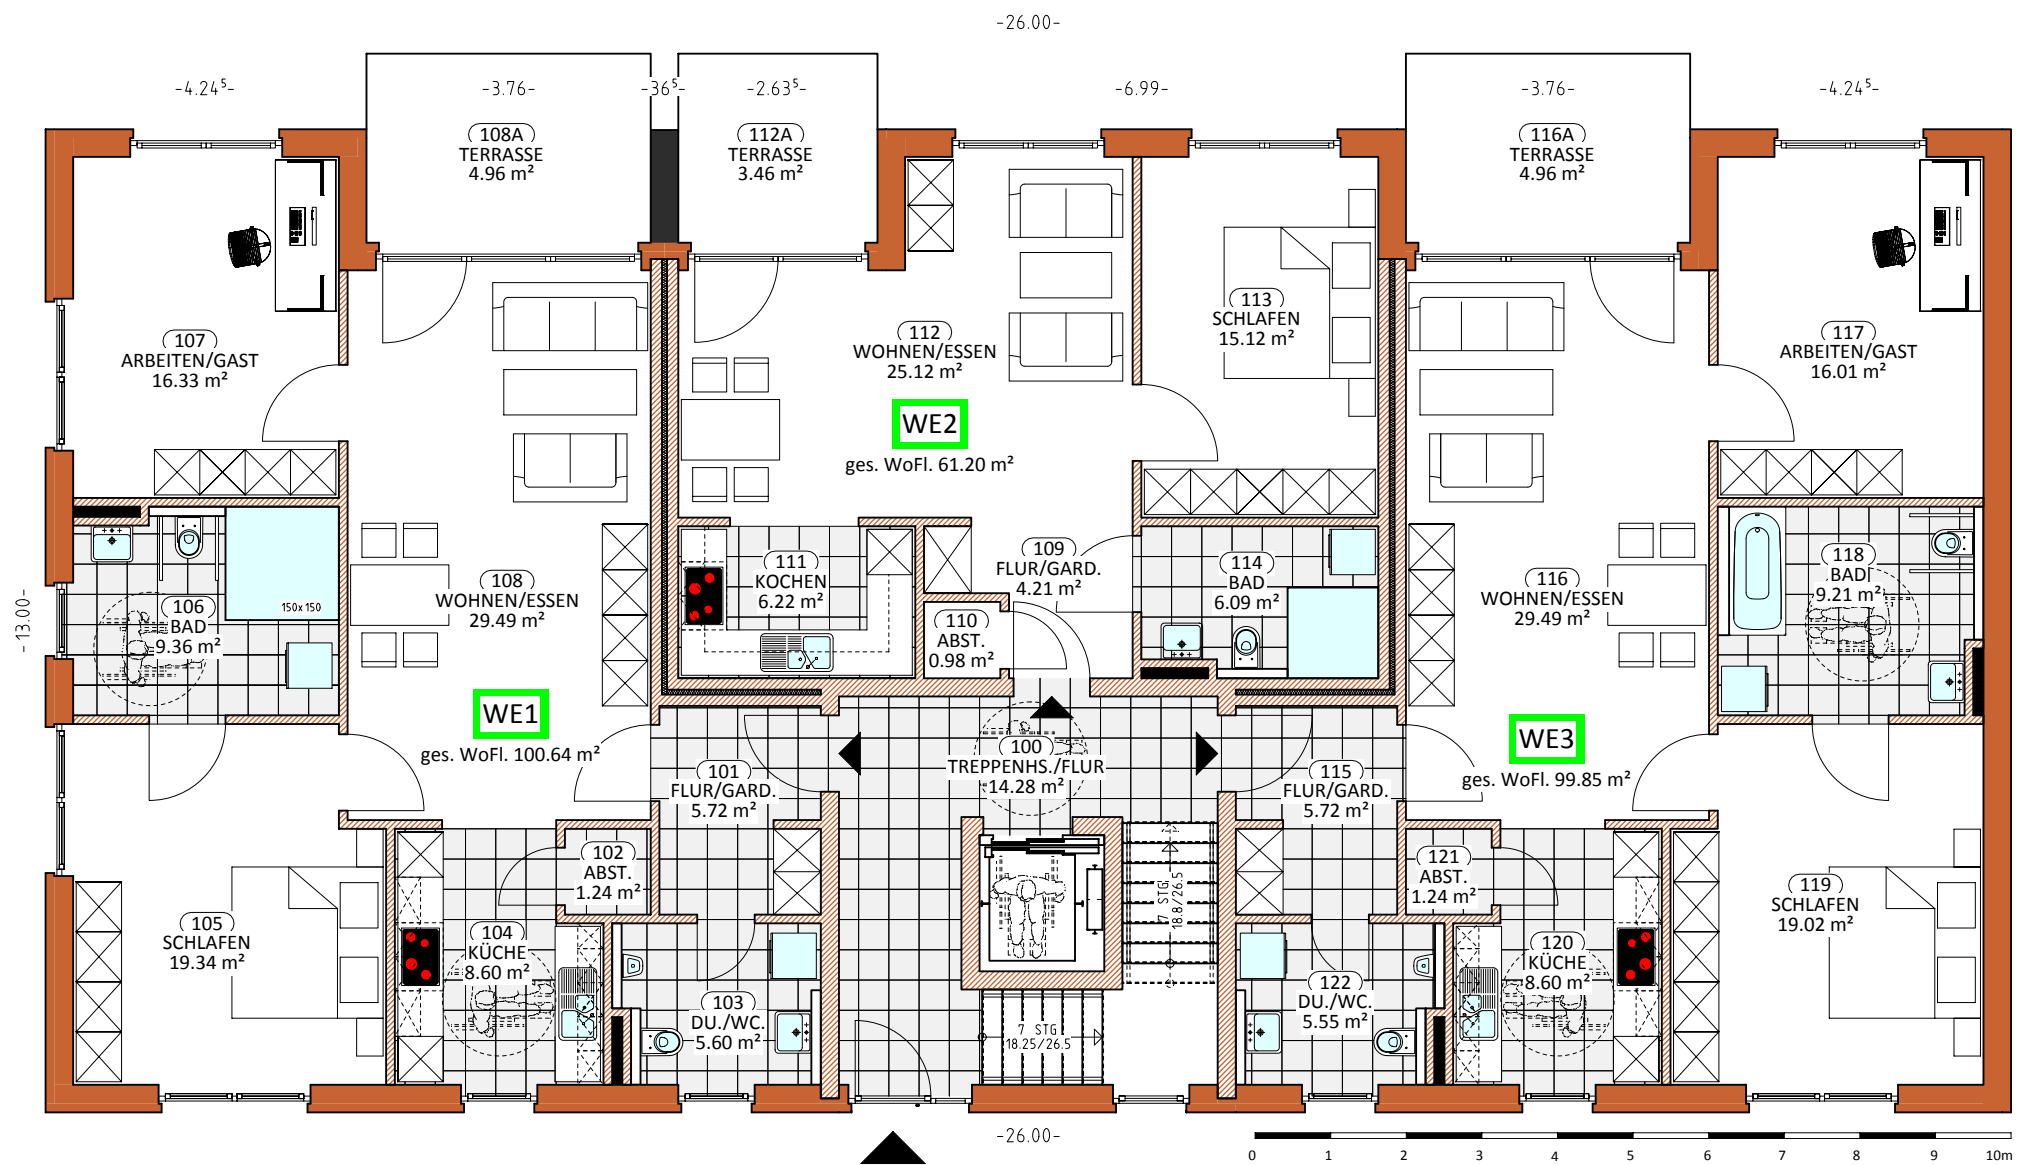 -26.00-
-4.24⁵-
-3.76-
-36⁵-
-2.63⁵-
-6.99-
-3.76-
-4.24⁵-
108A
TERRASSE
4.96 m²
112A
TERRASSE
3.46 m²
116A
TERRASSE
4.96 m²
107
ARBEITEN/GAST
16.33 m²
112
WOHNEN/ESSEN
25.12 m²
113
SCHLAFEN
15.12 m²
117
ARBEITEN/GAST
16.01 m²
WE2
ges. WoFl. 61.20 m²
-13.00-
150x150
106
BAD
9.36 m²
108
WOHNEN/ESSEN
29.49 m²
111
KOCHEN
6.22 m²
109
FLUR/GARD.
4.21 m²
110
ABST.
0.98 m²
114
BAD
6.09 m²
116
WOHNEN/ESSEN
29.49 m²
118
BAD
9.21 m²
WE1
ges. WoFl. 100.64 m²
WE3
ges. WoFl. 99.85 m²
101
FLUR/GARD.
5.72 m²
100
TREPPENHS./FLUR
14.28 m²
115
FLUR/GARD.
5.72 m²
102
ABST.
1.24 m²
121
ABST.
1.24 m²
17 STG
18.8/26.5
105
SCHLAFEN
19.34 m²
104
KÜCHE
8.60 m²
103
DU./WC.
5.60 m²
7 STG
18.25/26.5
122
DU./WC.
5.55 m²
120
KÜCHE
8.60 m²
119
SCHLAFEN
19.02 m²
-26.00-
0 1 2 3 4 5 6 7 8 9 10m